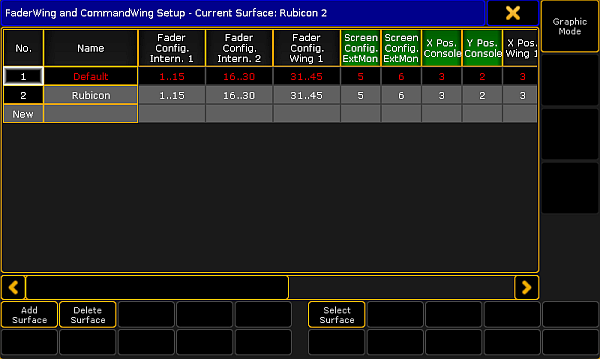 FaderWing and CommandWing Setup - Current Surface: Rubicon 2
Graphic
Mode
No. Name Fader Config. Intern. 1 Fader Config. Intern. 2 Fader Config. Wing 1 Screen Config. ExtMon Screen Config. ExtMon X Pos. Console Y Pos. Console X Pos. Wing 1
1 Default 1..15 16..30 31..45 5 6 3 2 3
2 Rubicon 1..15 16..30 31..45 5 6 3 2 3
New
Add Surface
Delete Surface
Select Surface